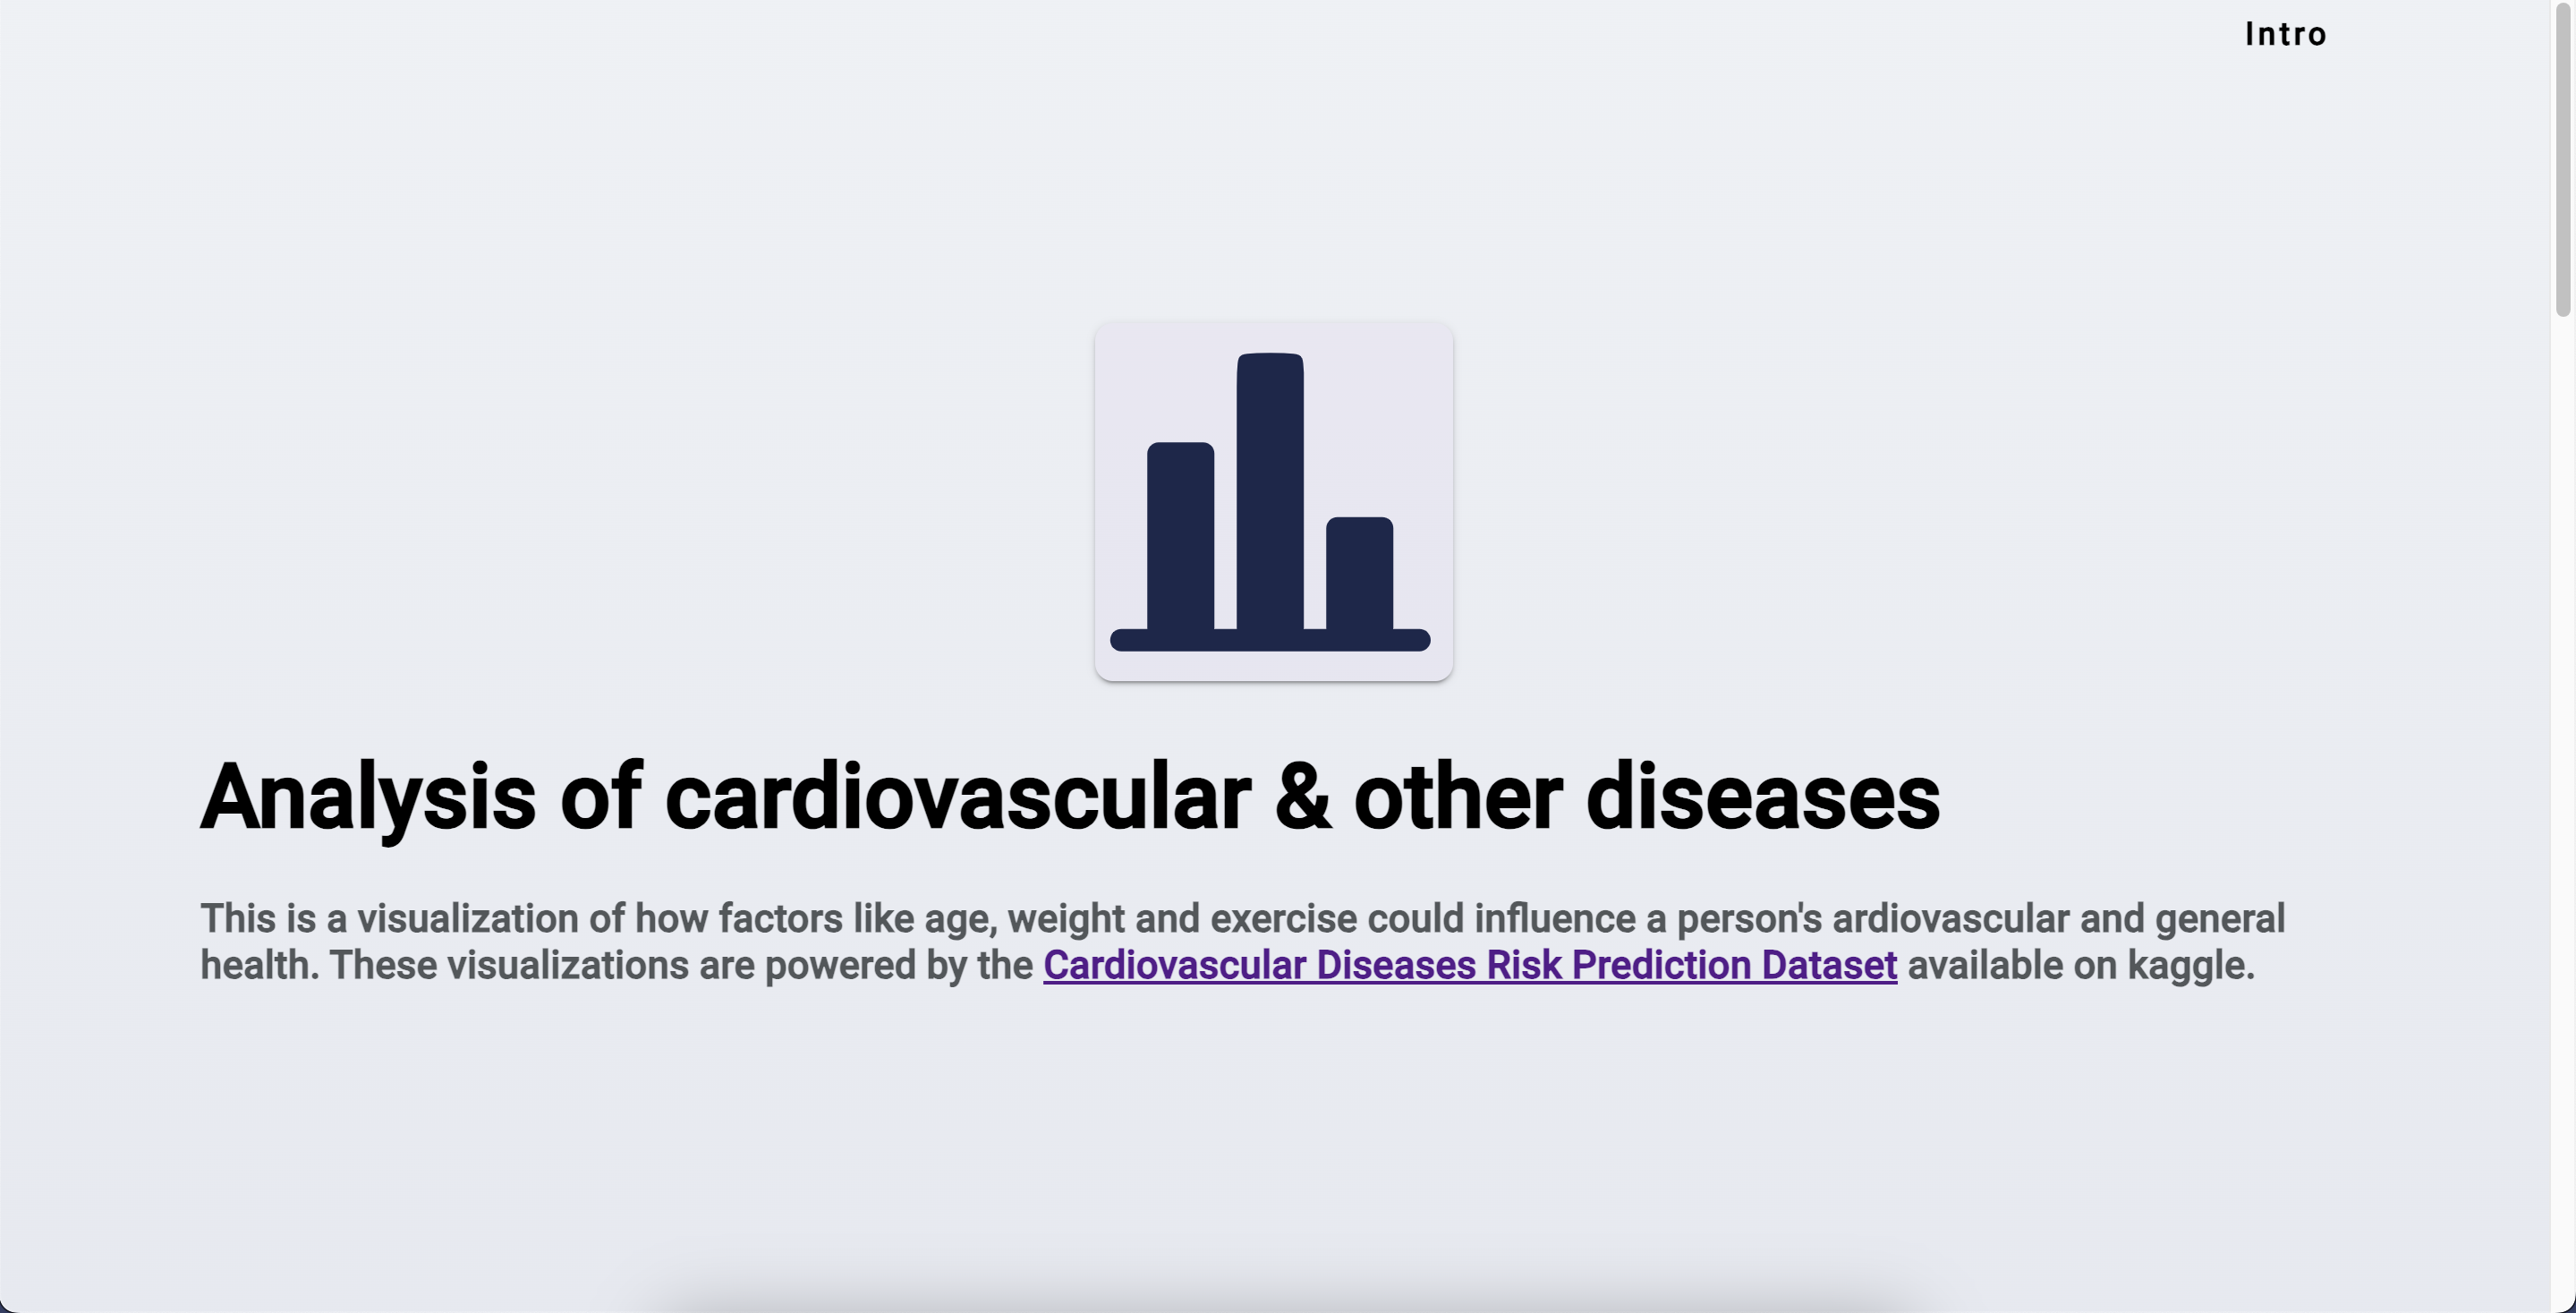 Intro
Analysis of cardiovascular & other diseases
This is a visualization of how factors like age, weight and exercise could influence a person's ardiovascular and general
health. These visualizations are powered by the Cardiovascular Diseases Risk Prediction Dataset available on kaggle.